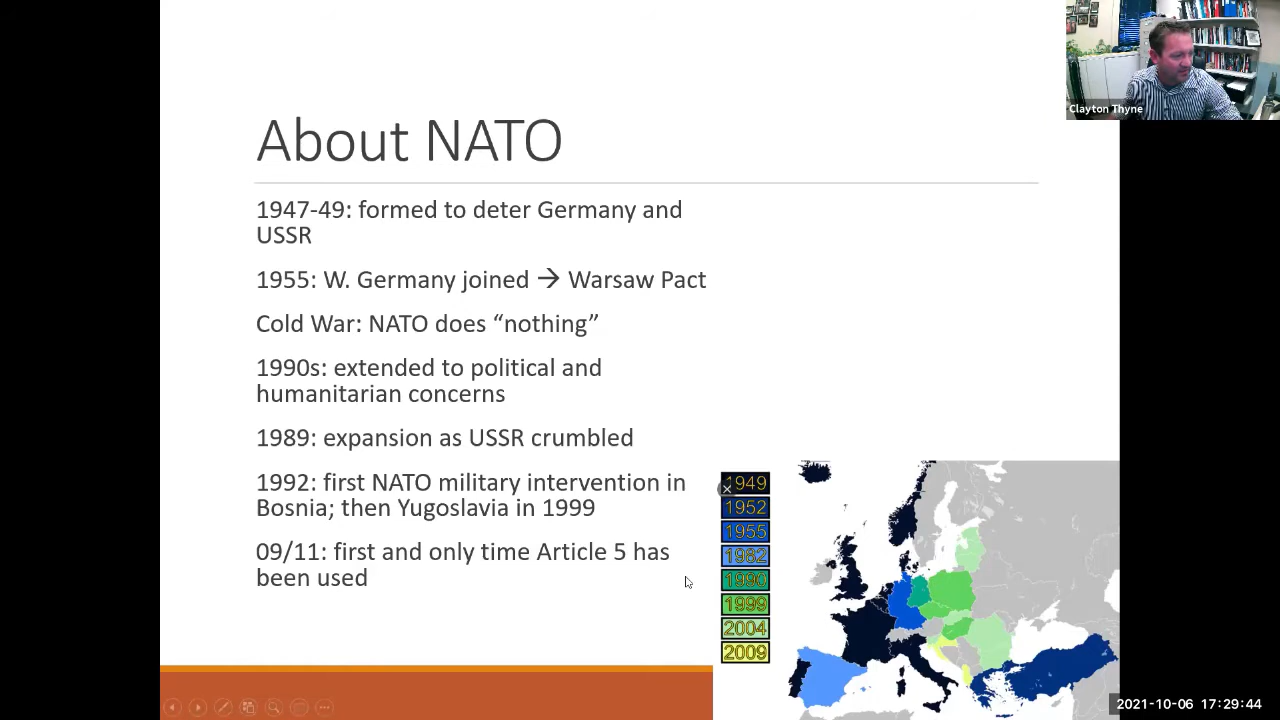 Clayton Thyne
About NATO
1947-49: formed to deter Germany and
USSR
1955: W. Germany joined → Warsaw Pact
Cold War: NATO does “nothing”
1990s: extended to political and
humanitarian concerns
1989: expansion as USSR crumbled
1992: first NATO military intervention in
Bosnia; then Yugoslavia in 1999
09/11: first and only time Article 5 has
been used
1949
1952
1955
1982
1990
1999
2004
2009
2021-10-06 17:29:44